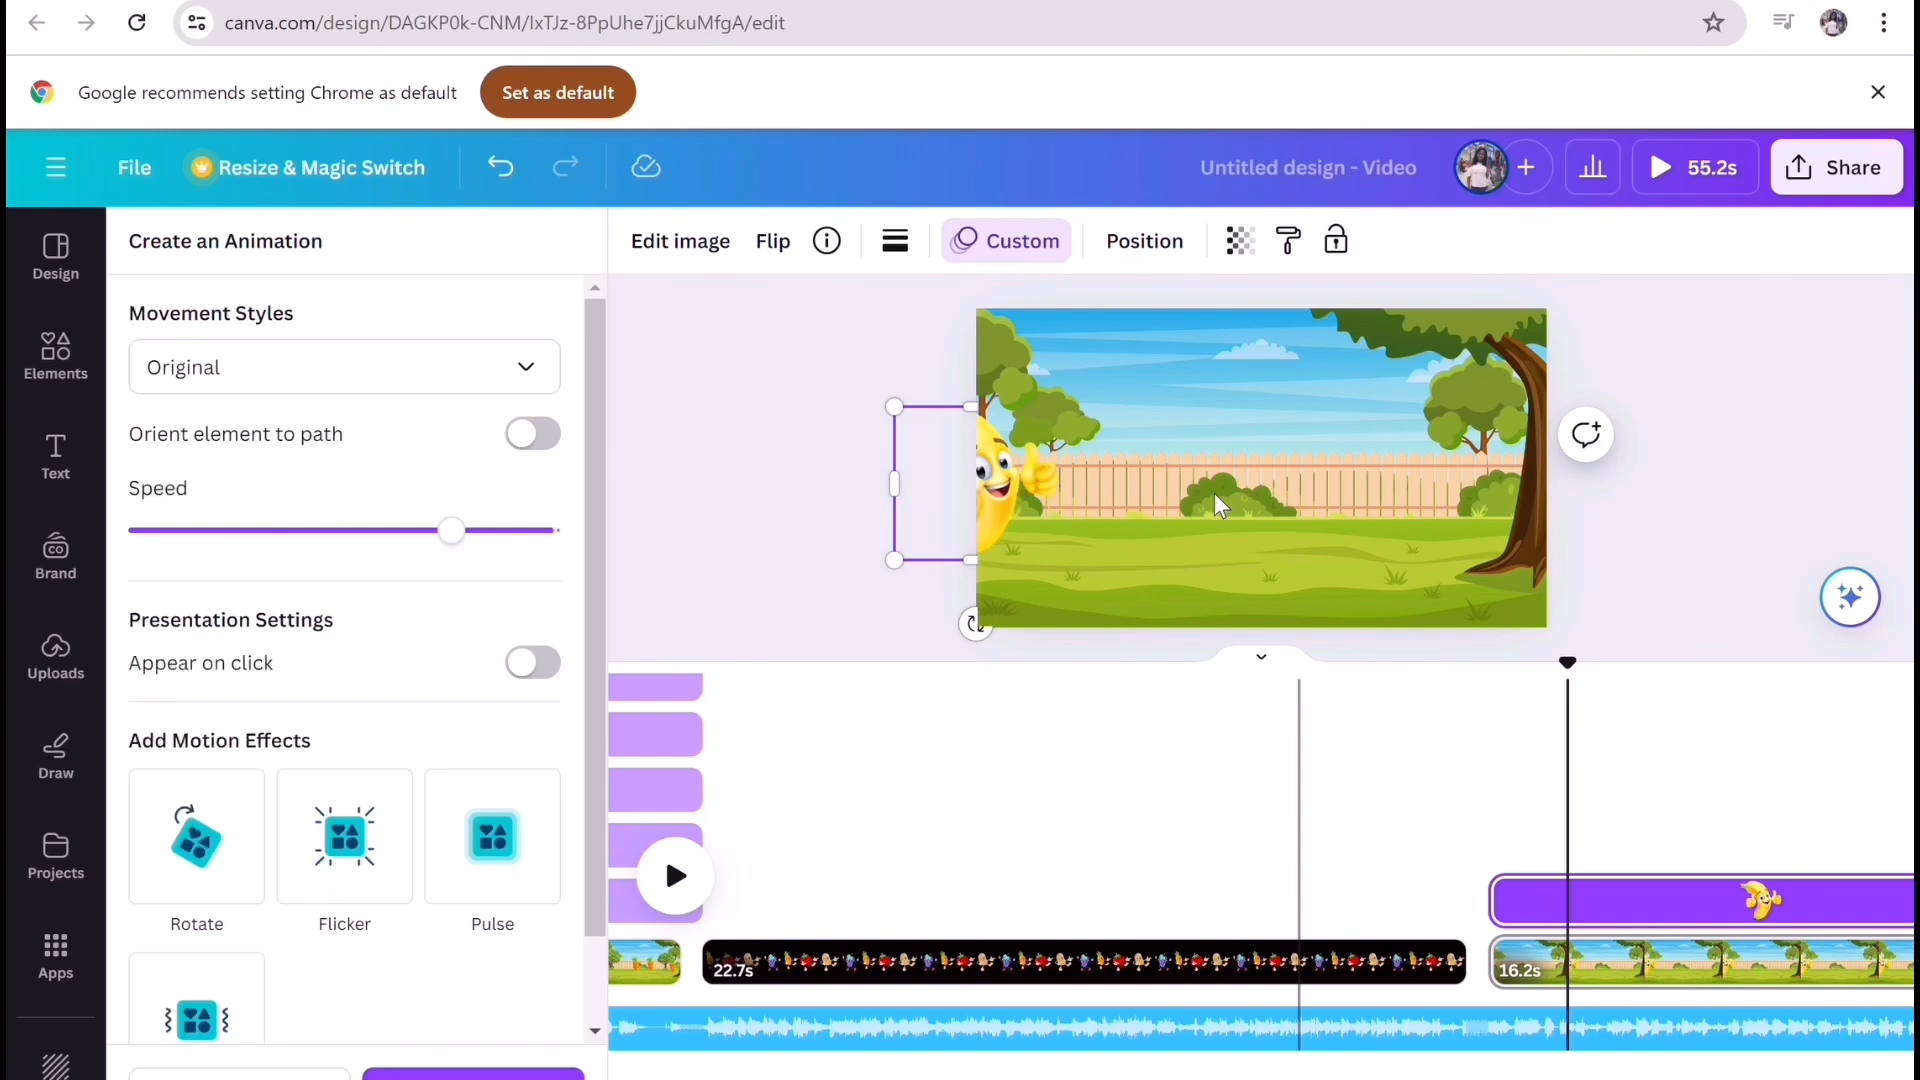 canva.com/design/DAGKP0k-CNM/IxTJz-8PpUhe7jjCkuMfgA/edit
Google recommends setting Chrome as default
Set as default
File
Resize & Magic Switch
Untitled design - Video
55.2s
Share
Design
Elements
Text
Brand
Uploads
Draw
Projects
Apps
Create an Animation
Movement Styles
Original
Orient element to path
Speed
Presentation Settings
Appear on click
Add Motion Effects
Rotate
Flicker
Pulse
Edit image
Flip
Custom
Position
22.7s
16.2s